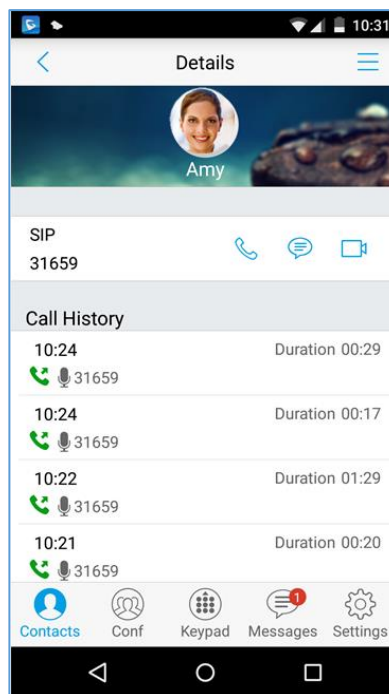 10:31
Details
Amy
SIP
31659
Call History
10:24 Duration 00:29
31659
10:24 Duration 00:17
31659
10:22 Duration 01:29
31659
10:21 Duration 00:20
31659
1
Contacts Conf Keypad Messages Settings